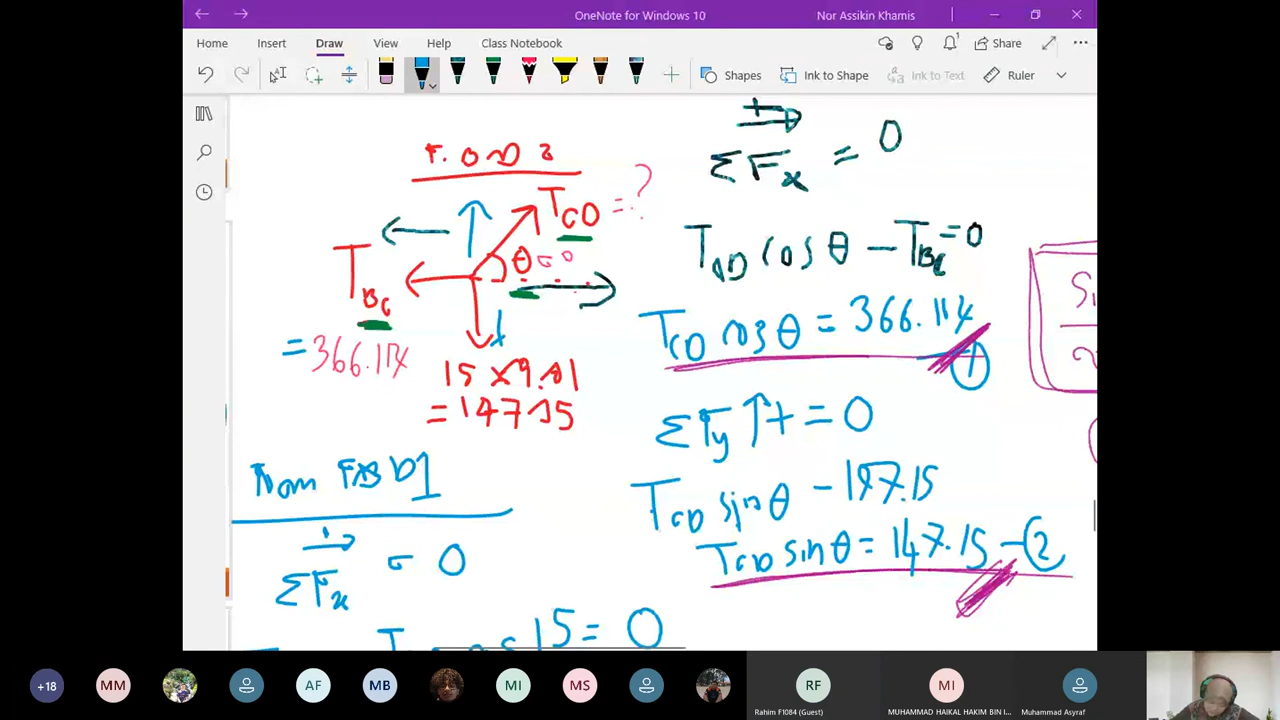 OneNote for Windows 10
Nor Assikin Khamis
Home Insert Draw View Help Class Notebook
1 Share
Shapes Ink to Shape Ink to Text Ruler
ΣFx = 0
= ?
TCD
θ
TBC
= 366.114
15 × 9.81
= 147.15
TCD cos θ − TBC = 0
TCD cos θ = 366.114
1
ΣFy ↑+ = 0
TCD sin θ − 147.15
TCD sin θ = 147.15 − 2
From FBD1
ΣFx = 0
15 = 0
+18 MM AF MB MI MS RF MI
Rahim F1084 (Guest)
MUHAMMAD HAIKAL HAKIM BIN I...
Muhammad Asyraf